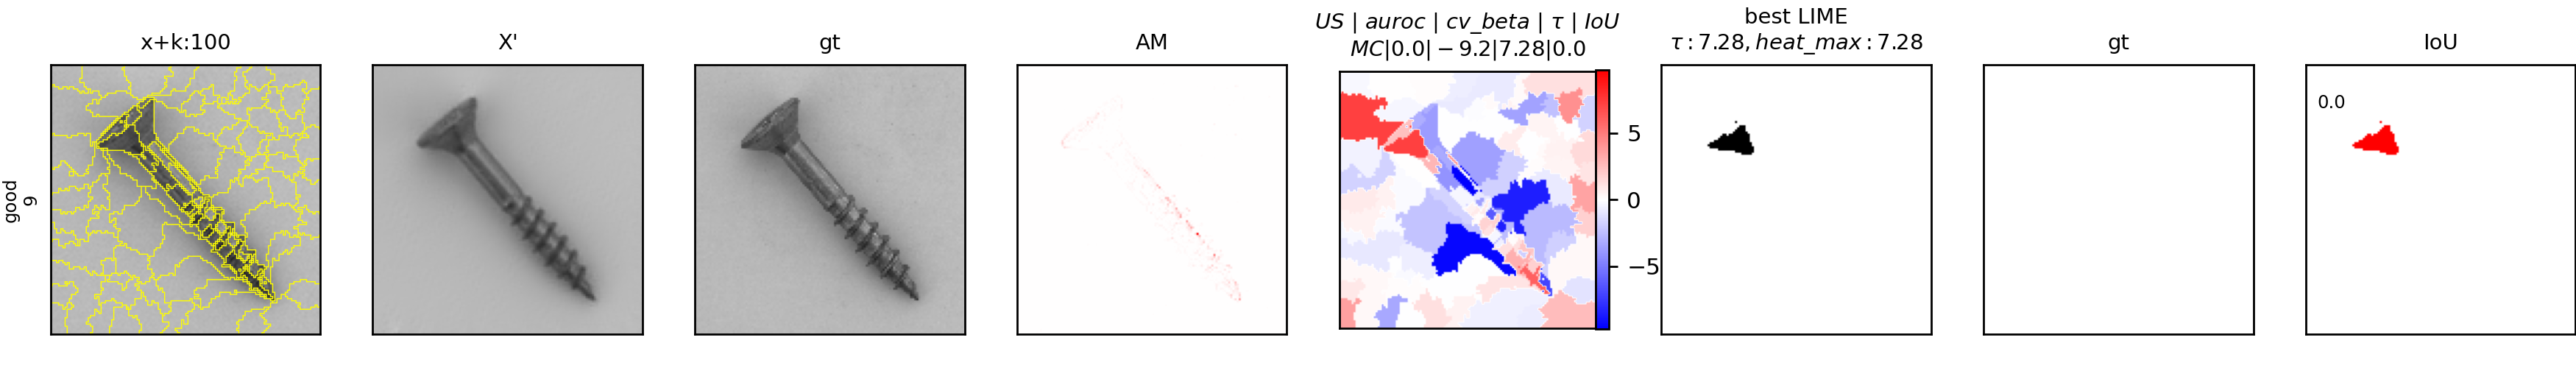 x+k:100
X'
gt
AM
US | auroc | cv_beta | τ | IoU
MC|0.0| − 9.2|7.28|0.0
best LIME
τ : 7.28, heat_max : 7.28
gt
IoU
good
9
5
0
−5
0.0